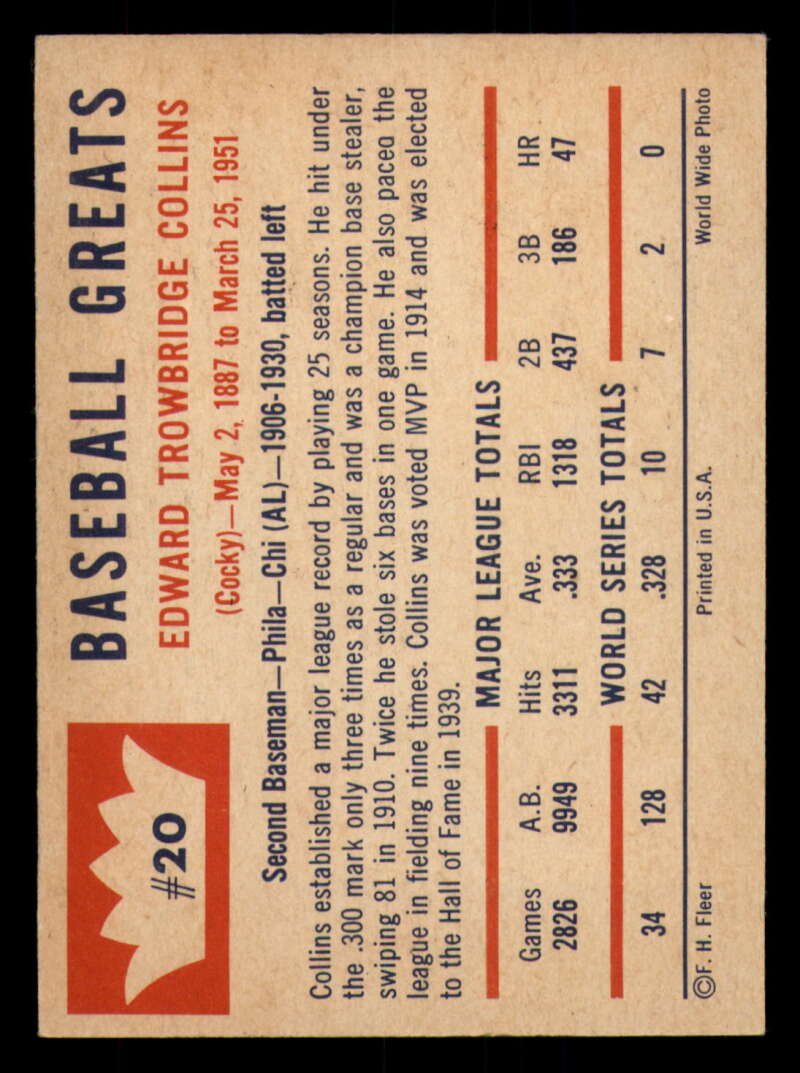 #20
BASEBALL GREATS
EDWARD TROWBRIDGE COLLINS
(Cocky)—May 2, 1887 to March 25, 1951
Second Baseman—Phila—Chi (AL)—1906-1930, batted left
Collins established a major league record by playing 25 seasons. He hit under
the .300 mark only three times as a regular and was a champion base stealer,
swiping 81 in 1910. Twice he stole six bases in one game. He also paced the
league in fielding nine times. Collins was voted MVP in 1914 and was elected
to the Hall of Fame in 1939.
MAJOR LEAGUE TOTALS
Games A.B. Hits Ave. RBI 2B 3B HR
2826 9949 3311 .333 1318 437 186 47
WORLD SERIES TOTALS
34 128 42 .328 10 7 2 0
©F. H. Fleer Printed in U.S.A. World Wide Photo